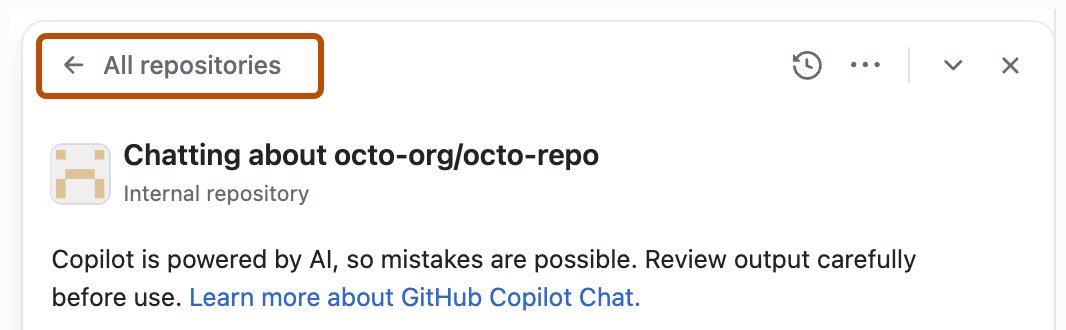 All repositories
Chatting about octo-org/octo-repo
Internal repository
Copilot is powered by AI, so mistakes are possible. Review output carefully
before use. Learn more about GitHub Copilot Chat.